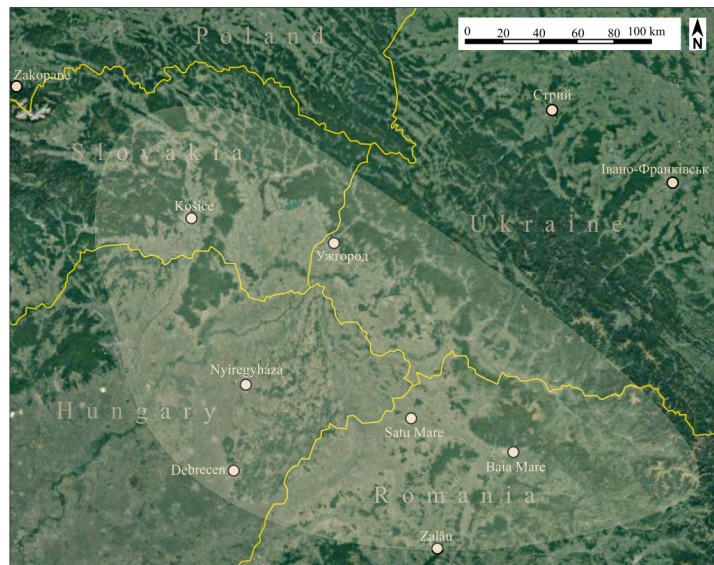 Poland
0 20 40 60 80 100 km
N
Zakopane
Стрий
Slovakia
Івано-Франківськ
Košice
Ukraine
Ужгород
Nyíregyháza
Hungary
Satu Mare
Baia Mare
Debrecen
Romania
Zalău